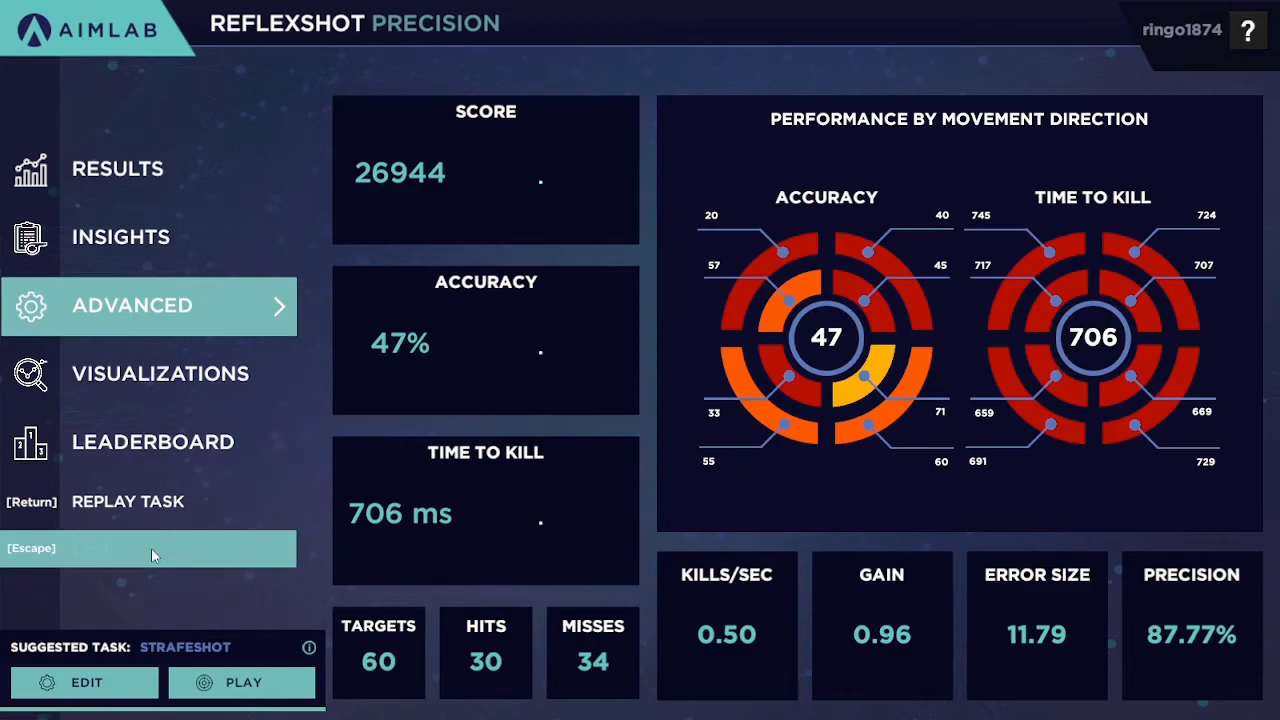 AIMLAB
REFLEXSHOT PRECISION
ringo1874 ?
RESULTS
INSIGHTS
ADVANCED
VISUALIZATIONS
LEADERBOARD
[Return] REPLAY TASK
[Escape]
SUGGESTED TASK: STRAFESHOT
EDIT PLAY
SCORE
26944 .
ACCURACY
47% .
TIME TO KILL
706 ms .
TARGETS
60
HITS
30
MISSES
34
PERFORMANCE BY MOVEMENT DIRECTION
ACCURACY
20 40
57 45
47
33 71
55 60
TIME TO KILL
745 724
717 707
706
659 669
691 729
KILLS/SEC
0.50
GAIN
0.96
ERROR SIZE
11.79
PRECISION
87.77%